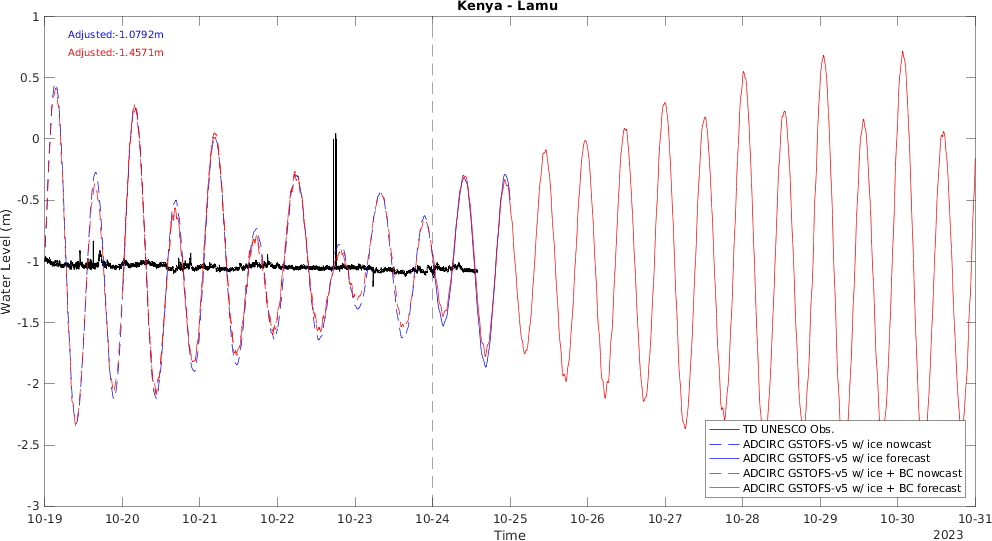 Kenya - Lamu
Adjusted:-1.0792m
Adjusted:-1.4571m
1
0.5
0
-0.5
-1
-1.5
-2
-2.5
-3
Water Level (m)
TD UNESCO Obs.
ADCIRC GSTOFS-v5 w/ ice nowcast
ADCIRC GSTOFS-v5 w/ ice forecast
ADCIRC GSTOFS-v5 w/ ice + BC nowcast
ADCIRC GSTOFS-v5 w/ ice + BC forecast
10-19 10-20 10-21 10-22 10-23 10-24 10-25 10-26 10-27 10-28 10-29 10-30 10-31
Time
2023